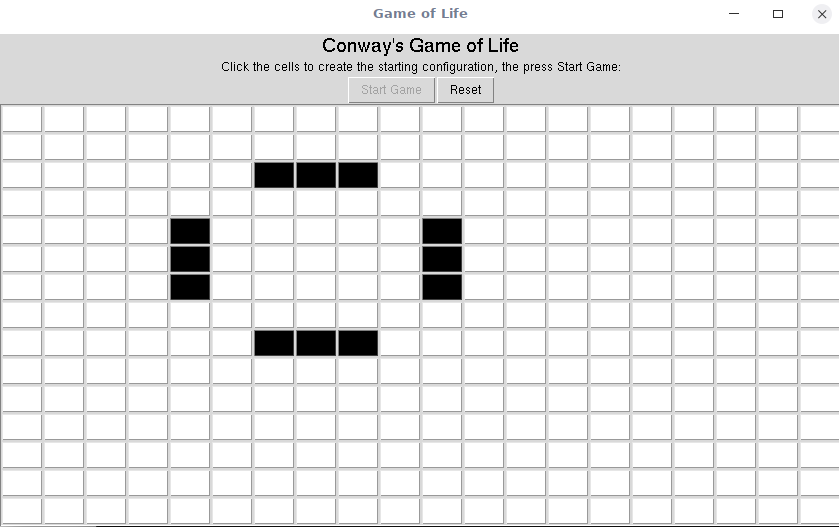 Game of Life
Conway's Game of Life
Click the cells to create the starting configuration, the press Start Game:
Start Game Reset